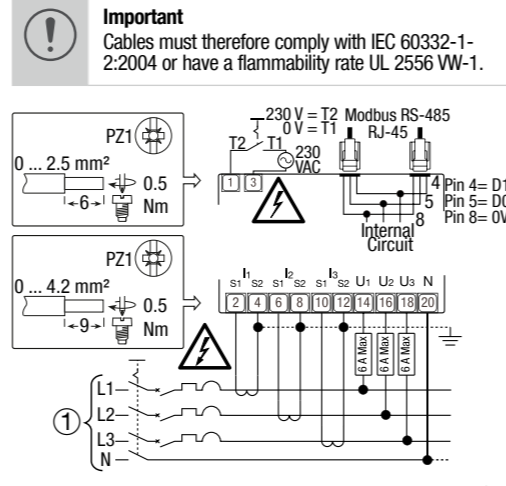 Important
Cables must therefore comply with IEC 60332-1-
2:2004 or have a flammability rate UL 2556 VW-1.
PZ1
0 ... 2.5 mm²
6
0.5
Nm
230 V = T2
0 V = T1
T2 T1
230
VAC
1 3
Modbus RS-485
RJ-45
4 Pin 4= D1
5 Pin 5= D0
8 Pin 8= 0V
Internal
Circuit
PZ1
0 ... 4.2 mm²
9
0.5
Nm
I1 I2 I3
S1 S2 S1 S2 S1 S2 U1 U2 U3 N
2 4 6 8 10 12 14 16 18 20
6 A Max 6 A Max 6 A Max
1
L1
L2
L3
N